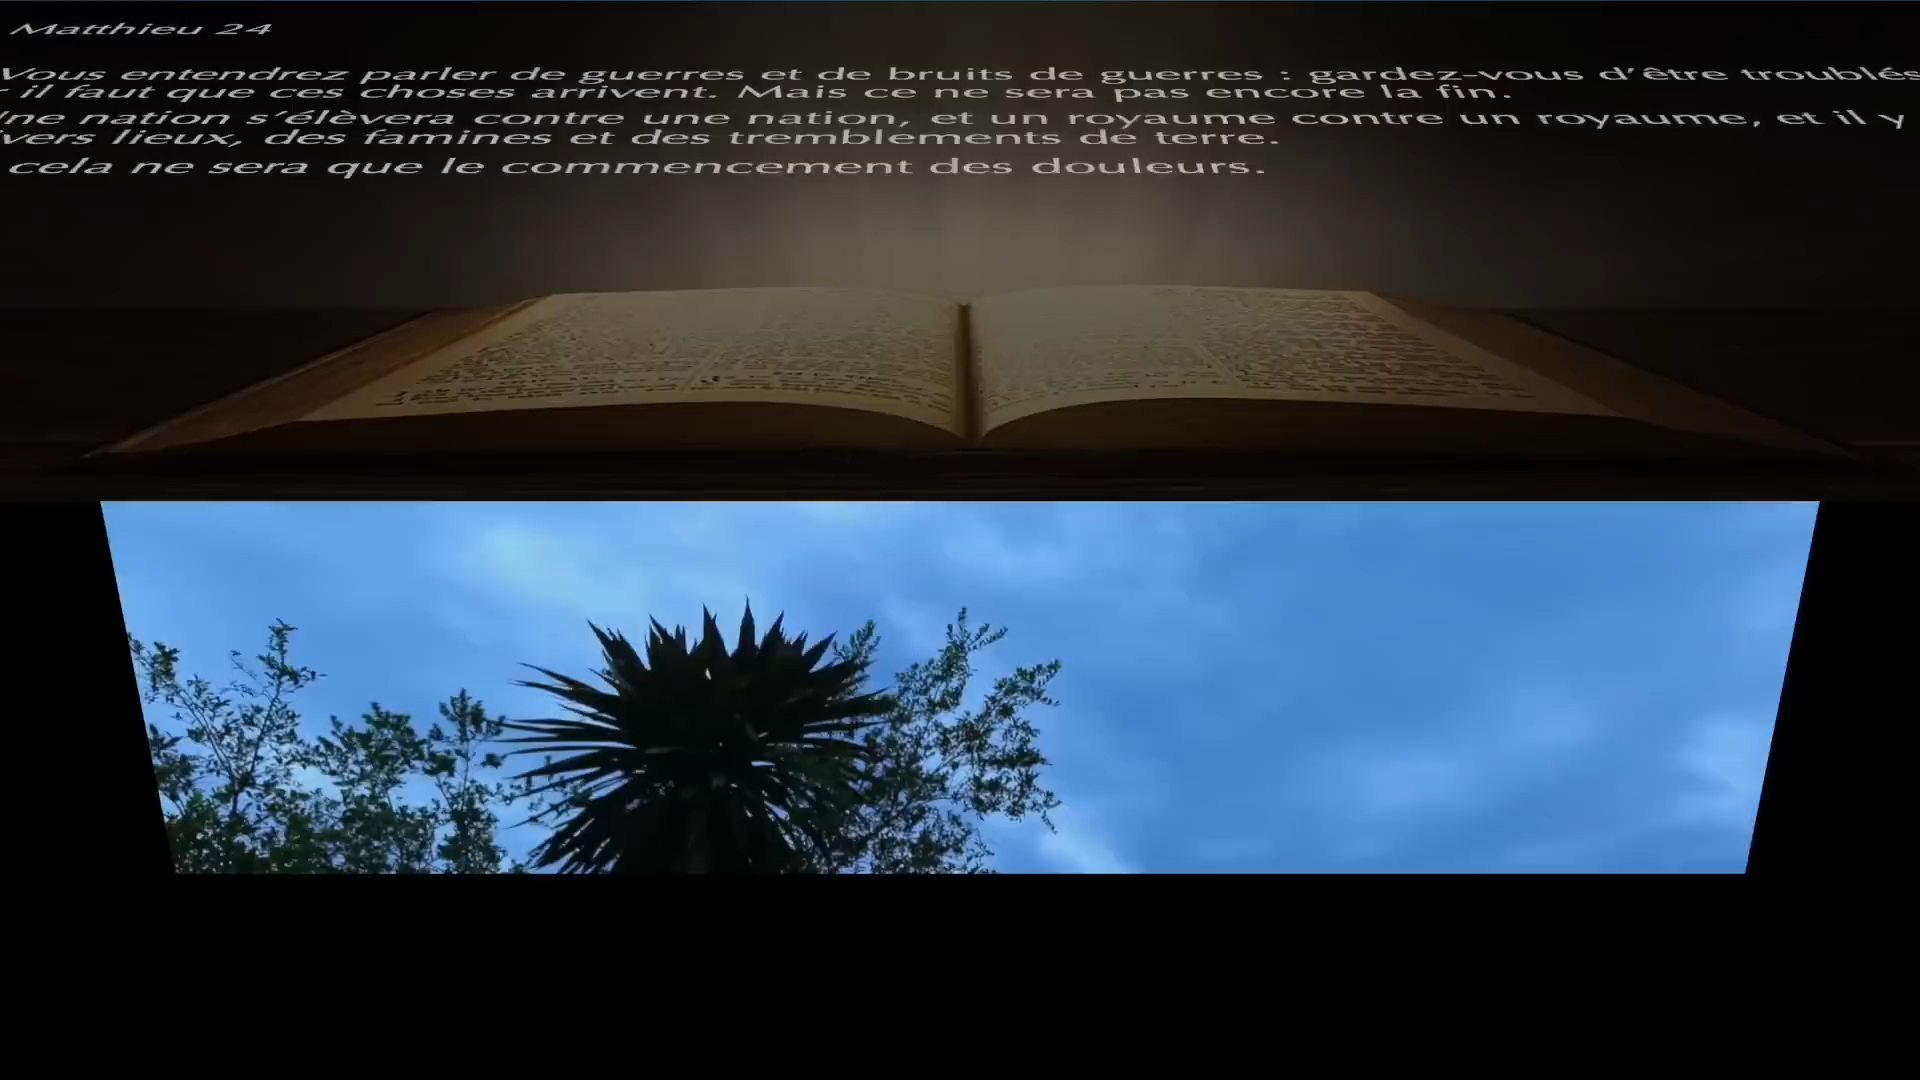 Matthieu 24
Vous entendrez parler de guerres et de bruits de guerres : gardez-vous d'être troublés
il faut que ces choses arrivent. Mais ce ne sera pas encore la fin.
Une nation s'élèvera contre une nation, et un royaume contre un royaume, et il y
vers lieux, des famines et des tremblements de terre.
cela ne sera que le commencement des douleurs.